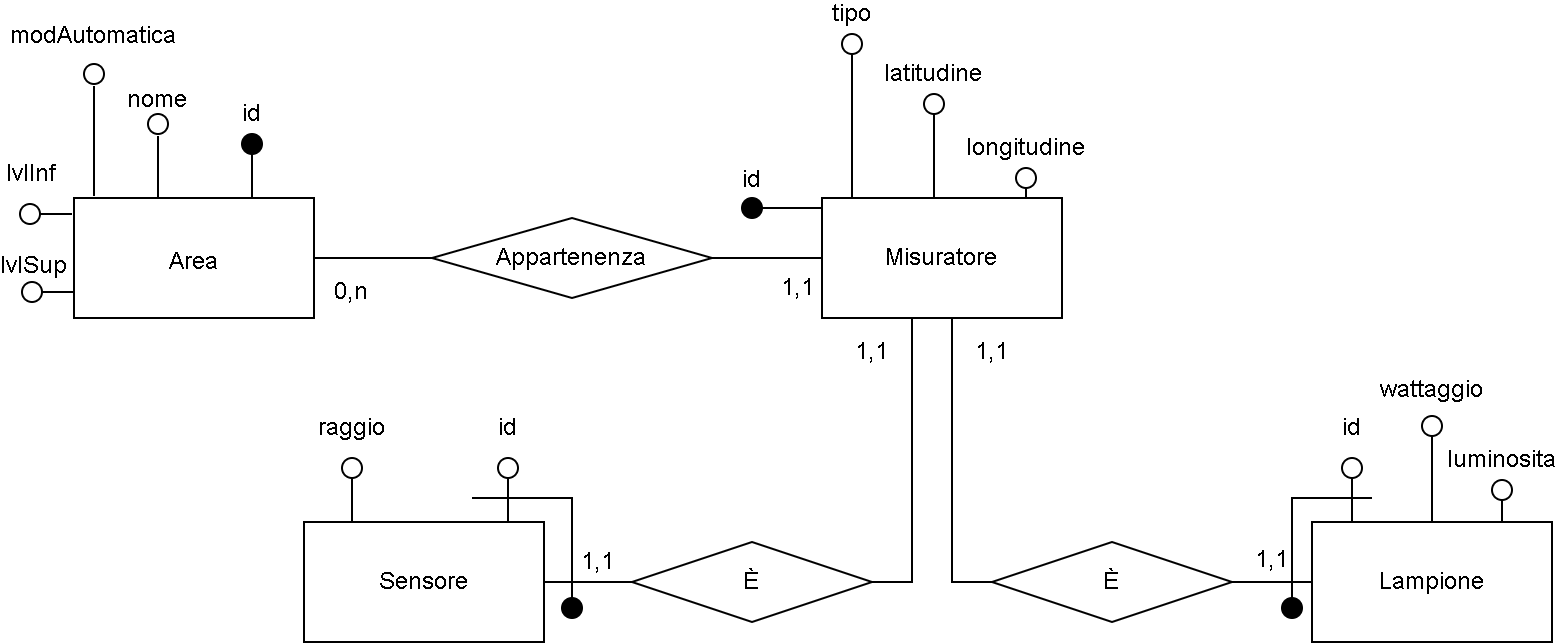 tipo
modAutomatica
latitudine
nome
id
longitudine
lvlInf
id
Area
Appartenenza
Misuratore
lvlSup
0,n
1,1
1,1
1,1
wattaggio
raggio
id
id
luminosita
1,1
1,1
Sensore
È
È
Lampione